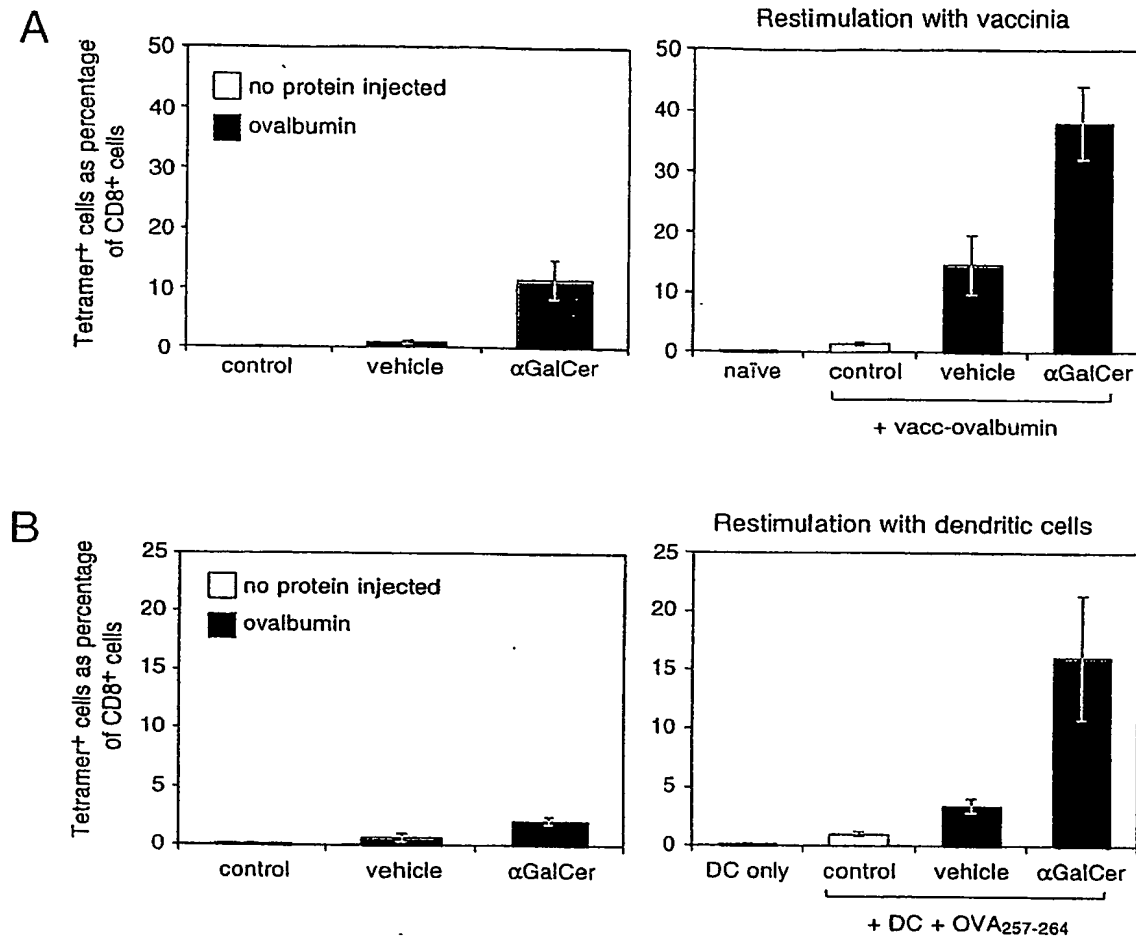 A
Tetramer+ cells as percentage
of CD8+ cells
50
40
30
20
10
0
no protein injected
ovalbumin
control
vehicle
αGalCer
Restimulation with vaccinia
50
40
30
20
10
0
naïve
control
vehicle
αGalCer
+ vacc-ovalbumin
B
Tetramer+ cells as percentage
of CD8+ cells
25
20
15
10
5
0
no protein injected
ovalbumin
control
vehicle
αGalCer
Restimulation with dendritic cells
25
20
15
10
5
0
DC only
control
vehicle
αGalCer
+ DC + OVA257-264